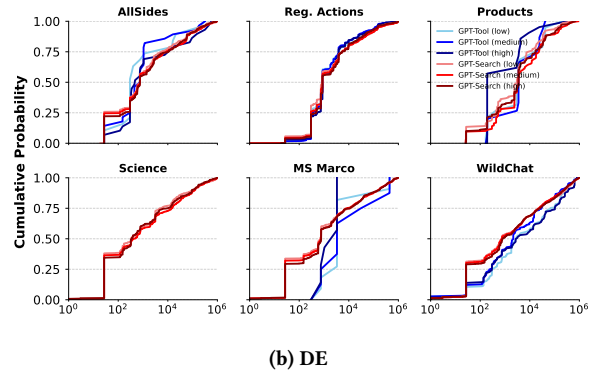 AllSides
Reg. Actions
Products
1.00
0.75
0.50
0.25
0.00
GPT-Tool (low)
GPT-Tool (medium)
GPT-Tool (high)
GPT-Search (low)
GPT-Search (medium)
GPT-Search (high)
Cumulative Probability
Science
MS Marco
WildChat
1.00
0.75
0.50
0.25
0.00
10^0 10^2 10^4 10^6
10^0 10^2 10^4 10^6
10^0 10^2 10^4 10^6
(b) DE